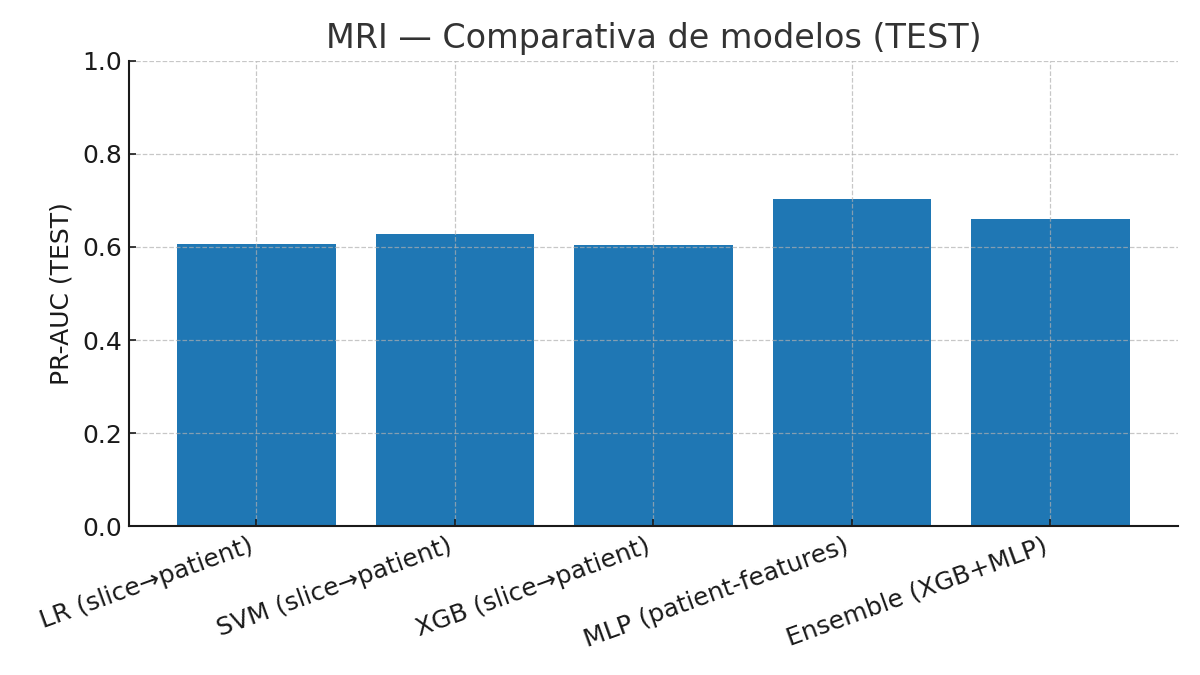 MRI — Comparativa de modelos (TEST)
PR-AUC (TEST)
1.0
0.8
0.6
0.4
0.2
0.0
LR (slice→patient)
SVM (slice→patient)
XGB (slice→patient)
MLP (patient-features)
Ensemble (XGB+MLP)